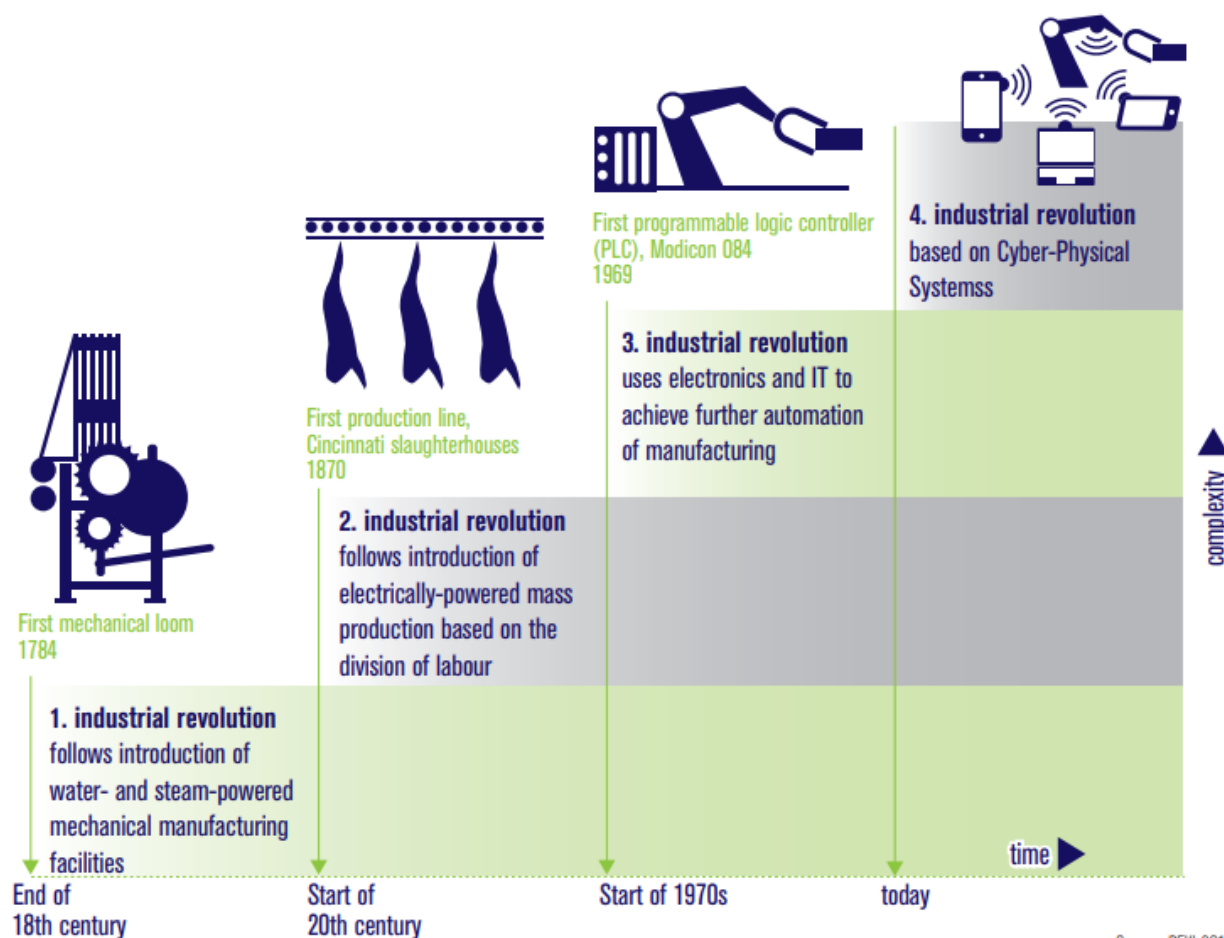 First mechanical loom
1784
First production line,
Cincinnati slaughterhouses
1870
First programmable logic controller
(PLC), Modicon 084
1969
4. industrial revolution
based on Cyber-Physical
Systemss
3. industrial revolution
uses electronics and IT to
achieve further automation
of manufacturing
2. industrial revolution
follows introduction of
electrically-powered mass
production based on the
division of labour
1. industrial revolution
follows introduction of
water- and steam-powered
mechanical manufacturing
facilities
complexity
time
End of
18th century
Start of
20th century
Start of 1970s
today